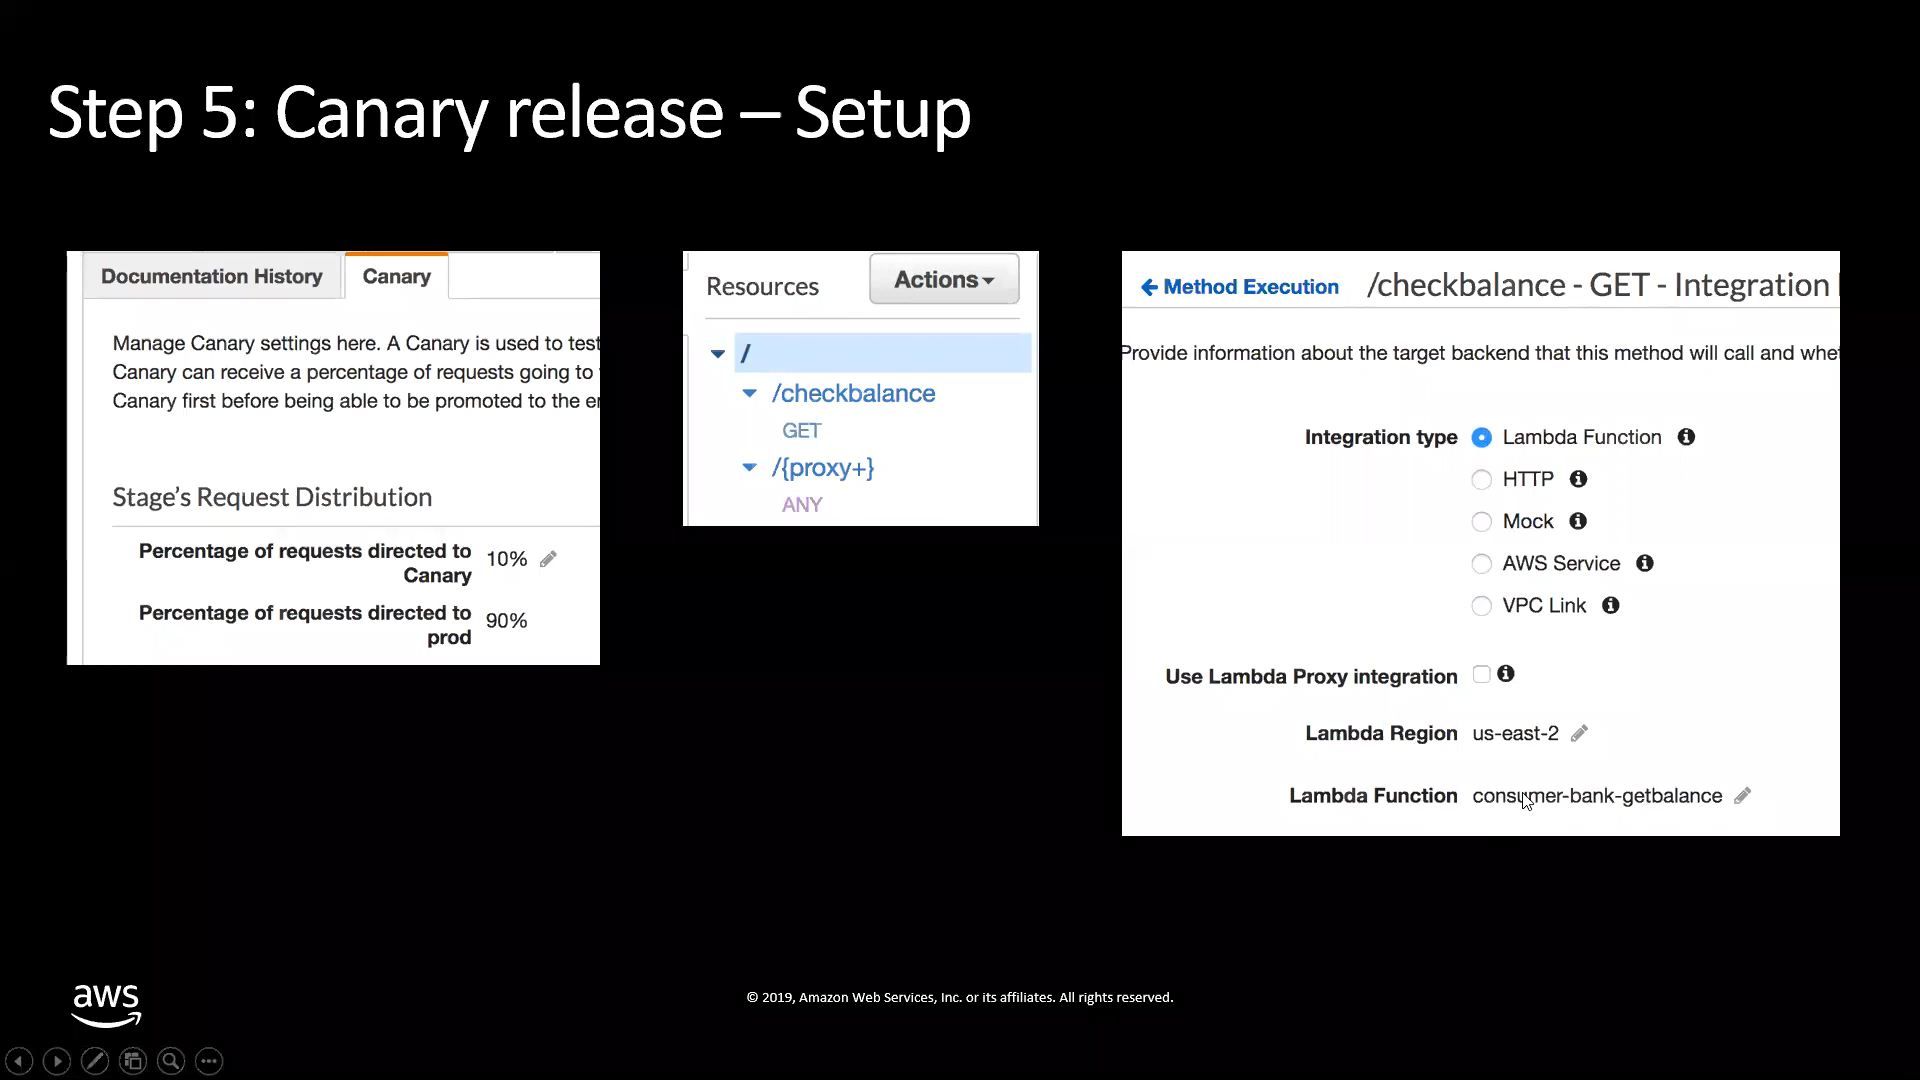 Step 5: Canary release – Setup
Documentation History
Canary
Manage Canary settings here. A Canary is used to test
Canary can receive a percentage of requests going to
Canary first before being able to be promoted to the
Stage's Request Distribution
Percentage of requests directed to
Canary
10%
Percentage of requests directed to
prod
90%
Resources
Actions
/
/checkbalance
GET
/{proxy+}
ANY
Method Execution
/checkbalance - GET - Integration
Provide information about the target backend that this method will call and
Integration type
Lambda Function
HTTP
Mock
AWS Service
VPC Link
Use Lambda Proxy integration
Lambda Region us-east-2
Lambda Function consumer-bank-getbalance
aws
© 2019, Amazon Web Services, Inc. or its affiliates. All rights reserved.